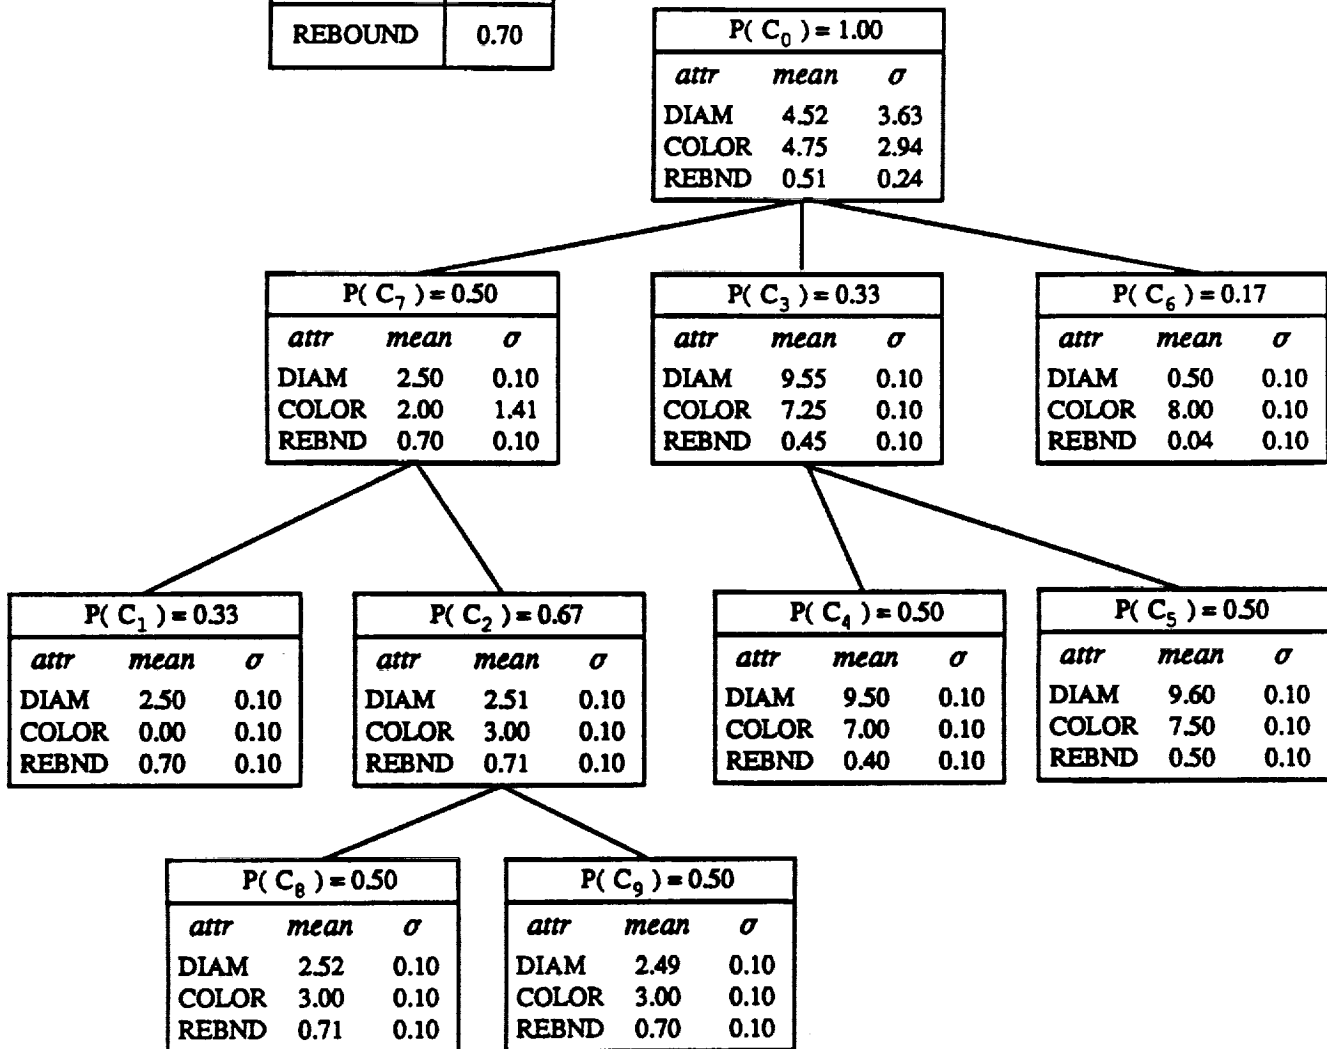 REBOUND 0.70
P( C0 ) = 1.00
attr mean σ
DIAM 4.52 3.63
COLOR 4.75 2.94
REBND 0.51 0.24
P( C7 ) = 0.50
attr mean σ
DIAM 2.50 0.10
COLOR 2.00 1.41
REBND 0.70 0.10
P( C3 ) = 0.33
attr mean σ
DIAM 9.55 0.10
COLOR 7.25 0.10
REBND 0.45 0.10
P( C6 ) = 0.17
attr mean σ
DIAM 0.50 0.10
COLOR 8.00 0.10
REBND 0.04 0.10
P( C1 ) = 0.33
attr mean σ
DIAM 2.50 0.10
COLOR 0.00 0.10
REBND 0.70 0.10
P( C2 ) = 0.67
attr mean σ
DIAM 2.51 0.10
COLOR 3.00 0.10
REBND 0.71 0.10
P( C4 ) = 0.50
attr mean σ
DIAM 9.50 0.10
COLOR 7.00 0.10
REBND 0.40 0.10
P( C5 ) = 0.50
attr mean σ
DIAM 9.60 0.10
COLOR 7.50 0.10
REBND 0.50 0.10
P( C8 ) = 0.50
attr mean σ
DIAM 2.52 0.10
COLOR 3.00 0.10
REBND 0.71 0.10
P( C9 ) = 0.50
attr mean σ
DIAM 2.49 0.10
COLOR 3.00 0.10
REBND 0.70 0.10